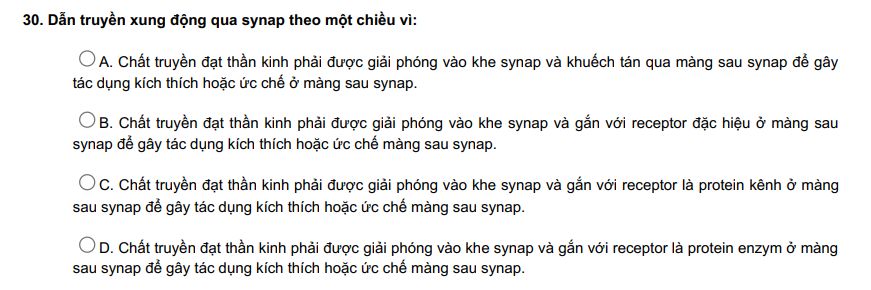 30. Dẫn truyền xung động qua synap theo một chiều vì:
A. Chất truyền đạt thần kinh phải được giải phóng vào khe synap và khuếch tán qua màng sau synap để gây
tác dụng kích thích hoặc ức chế ở màng sau synap.
B. Chất truyền đạt thần kinh phải được giải phóng vào khe synap và gắn với receptor đặc hiệu ở màng sau
synap để gây tác dụng kích thích hoặc ức chế màng sau synap.
C. Chất truyền đạt thần kinh phải được giải phóng vào khe synap và gắn với receptor là protein kênh ở màng
sau synap để gây tác dụng kích thích hoặc ức chế màng sau synap.
D. Chất truyền đạt thần kinh phải được giải phóng vào khe synap và gắn với receptor là protein enzym ở màng
sau synap để gây tác dụng kích thích hoặc ức chế màng sau synap.